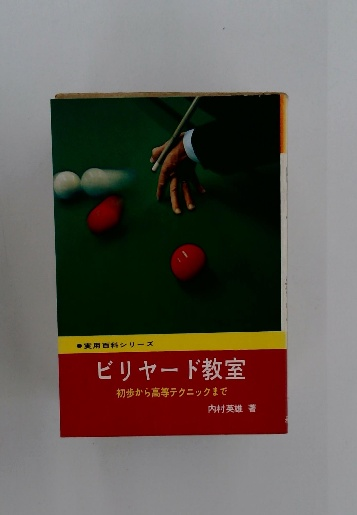 ●実用百科シリーズ
ビリヤード教室
初歩から高等テクニックまで
内村英雄 著